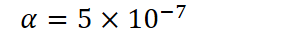 𝛼 = 5 × 10⁻⁷